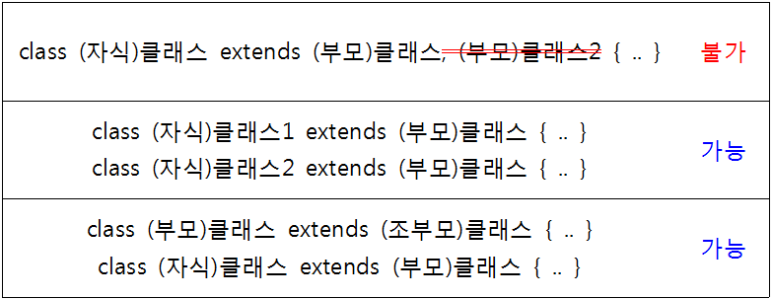 class (자식)클래스 extends (부모)클래스, (부모)클래스2 { .. } 불가
class (자식)클래스1 extends (부모)클래스 { .. }
class (자식)클래스2 extends (부모)클래스 { .. }
가능
class (부모)클래스 extends (조부모)클래스 { .. }
class (자식)클래스 extends (부모)클래스 { .. }
가능